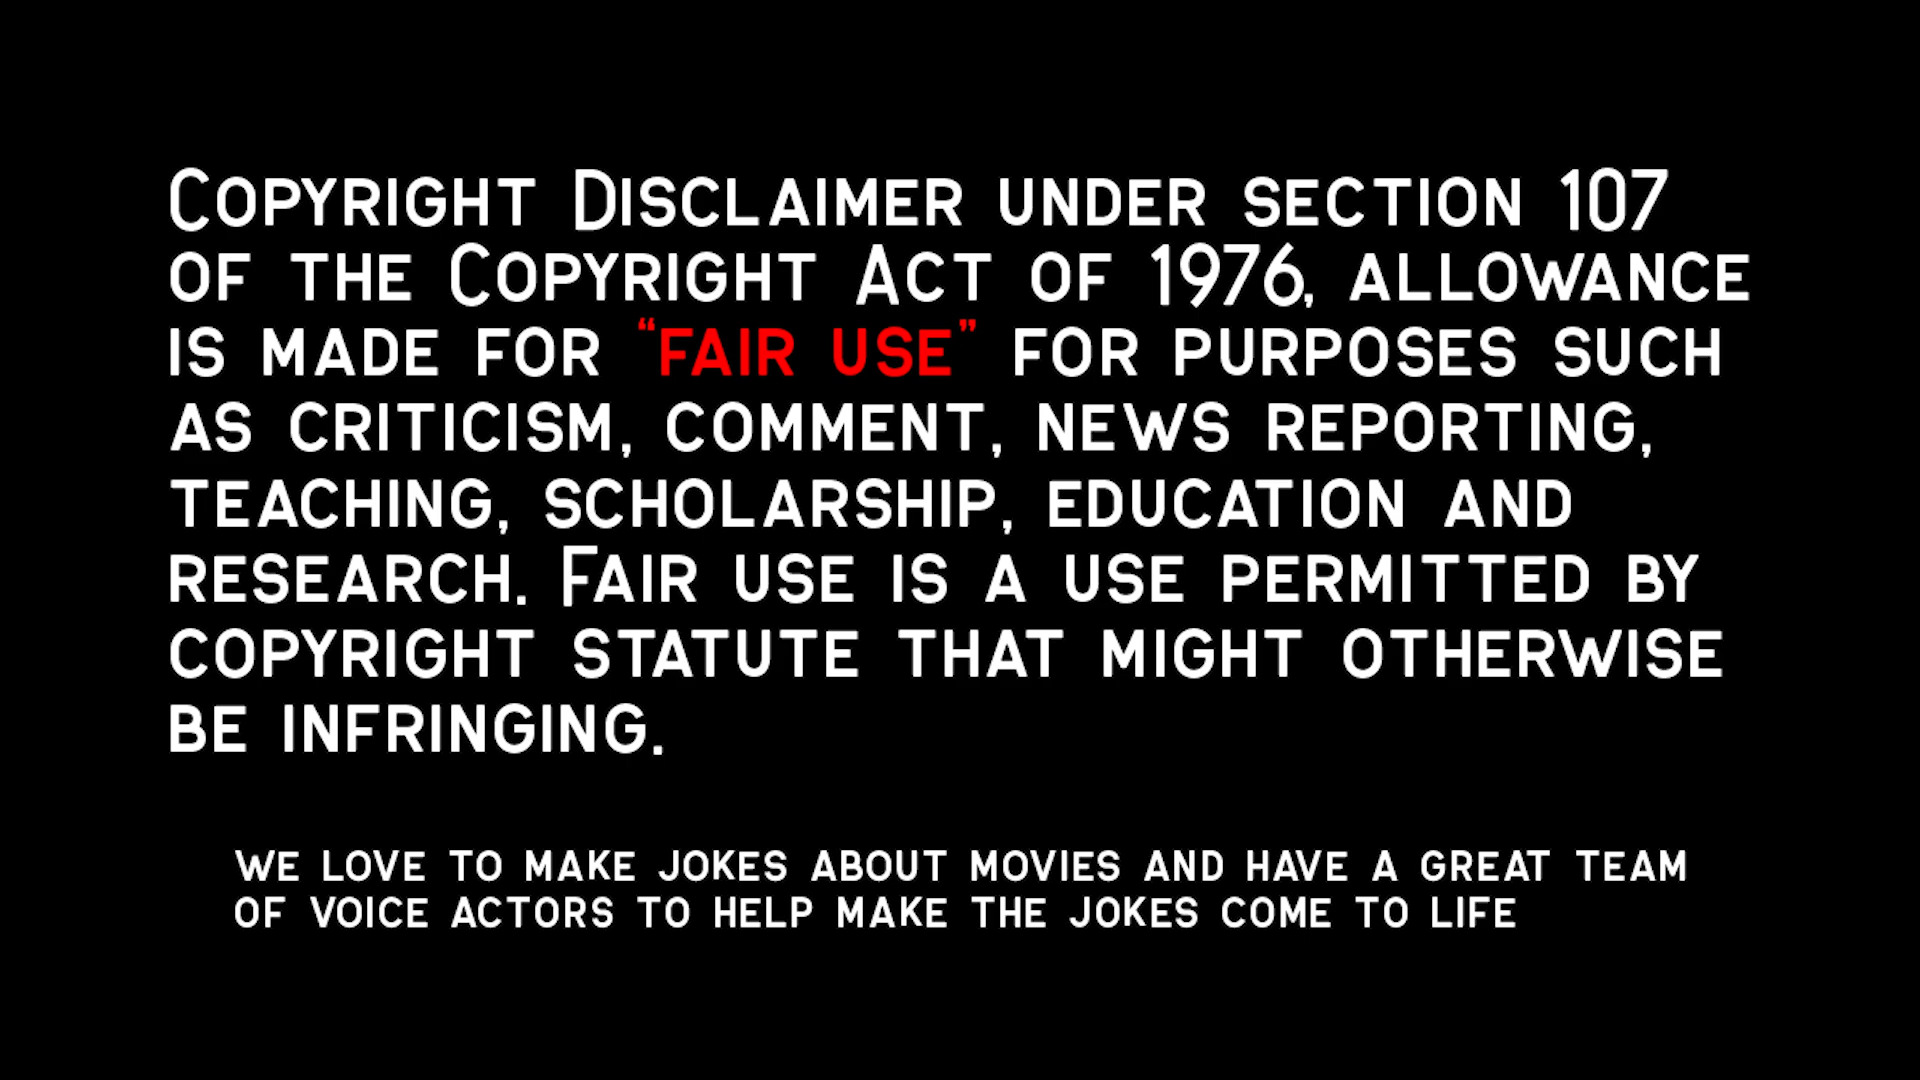 Copyright Disclaimer under section 107
of the Copyright Act of 1976, allowance
is made for “fair use” for purposes such
as criticism, comment, news reporting,
teaching, scholarship, education and
research. Fair use is a use permitted by
copyright statute that might otherwise
be infringing.
we love to make jokes about movies and have a great team
of voice actors to help make the jokes come to life